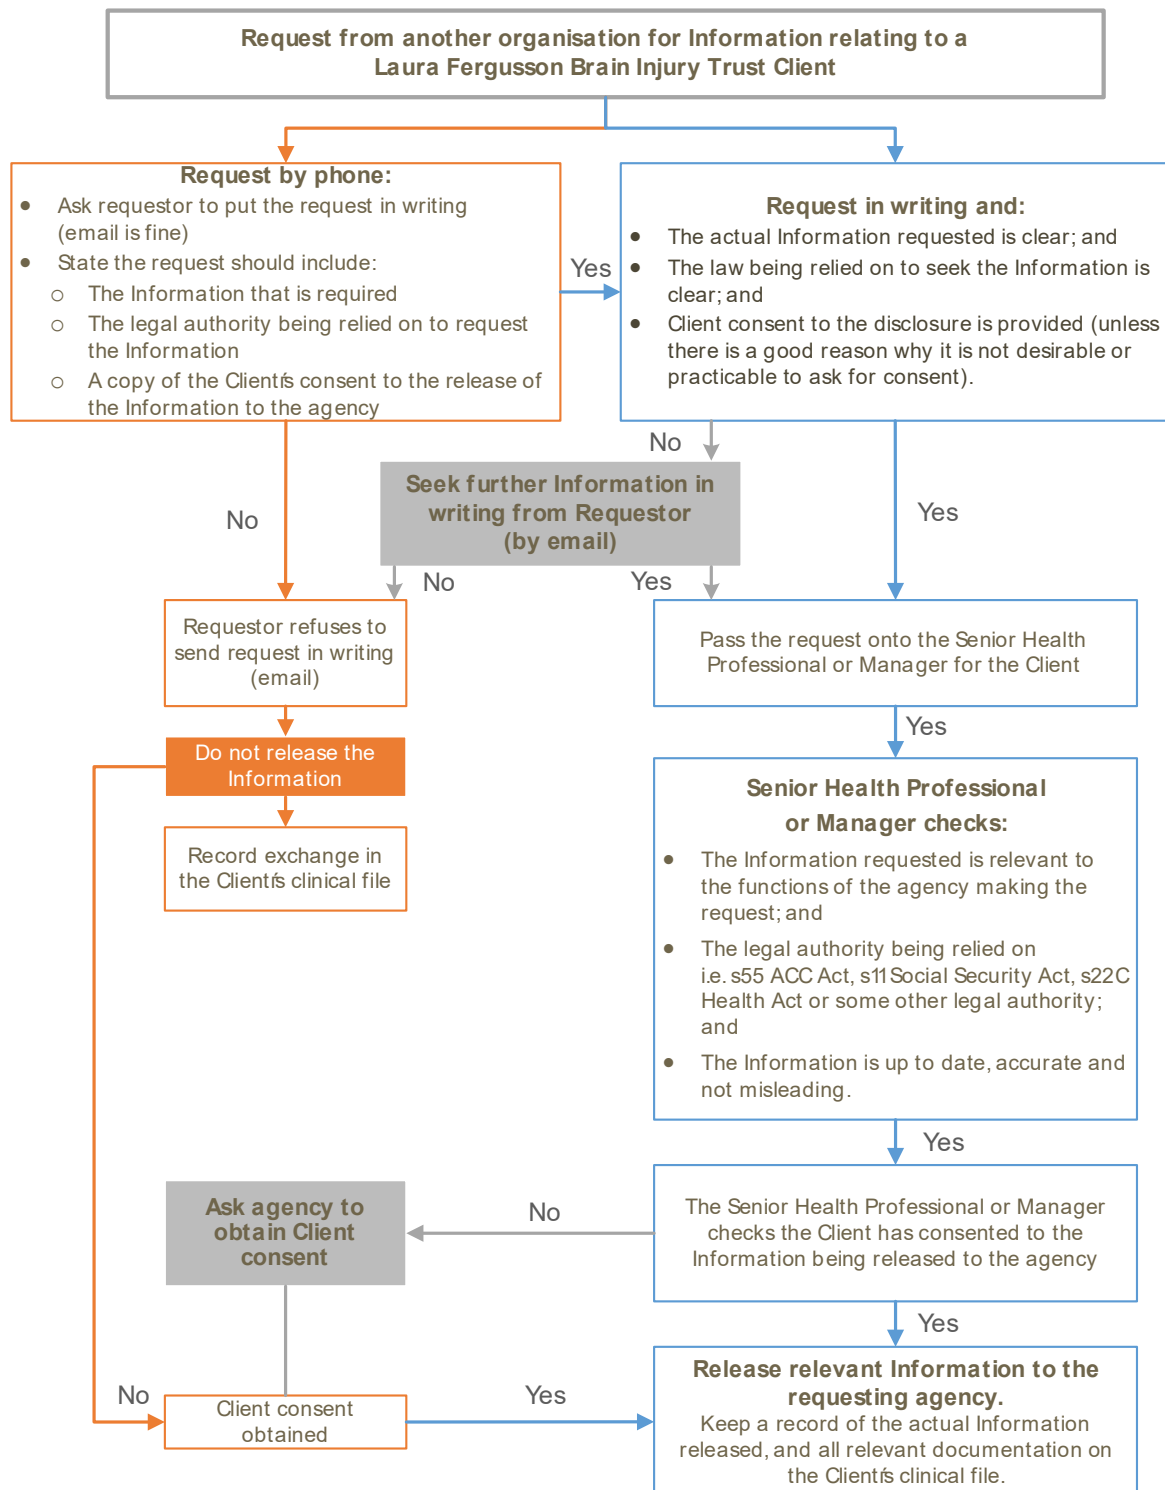 Request from another organisation for Information relating to a
Laura Fergusson Brain Injury Trust Client
Request by phone:
• Ask requestor to put the request in writing
(email is fine)
• State the request should include:
○ The Information that is required
○ The legal authority being relied on to request
the Information
○ A copy of the Clientŕs consent to the release of
the Information to the agency
Yes
Request in writing and:
• The actual Information requested is clear; and
• The law being relied on to seek the Information is
clear; and
• Client consent to the disclosure is provided (unless
there is a good reason why it is not desirable or
practicable to ask for consent).
No
Seek further Information in
writing from Requestor
(by email)
No
Yes
No
Yes
Requestor refuses to
send request in writing
(email)
Pass the request onto the Senior Health
Professional or Manager for the Client
Yes
Do not release the
Information
Record exchange in
the Clientŕs clinical file
Senior Health Professional
or Manager checks:
• The Information requested is relevant to
the functions of the agency making the
request; and
• The legal authority being relied on
i.e. s55 ACC Act, s11Social Security Act, s22C
Health Act or some other legal authority;
and
• The Information is up to date, accurate and
not misleading.
Yes
Ask agency to
obtain Client
consent
No
The Senior Health Professional or Manager
checks the Client has consented to the
Information being released to the agency
Yes
No
Client consent
obtained
Yes
Release relevant Information to the
requesting agency.
Keep a record of the actual Information
released, and all relevant documentation on
the Clientŕs clinical file.